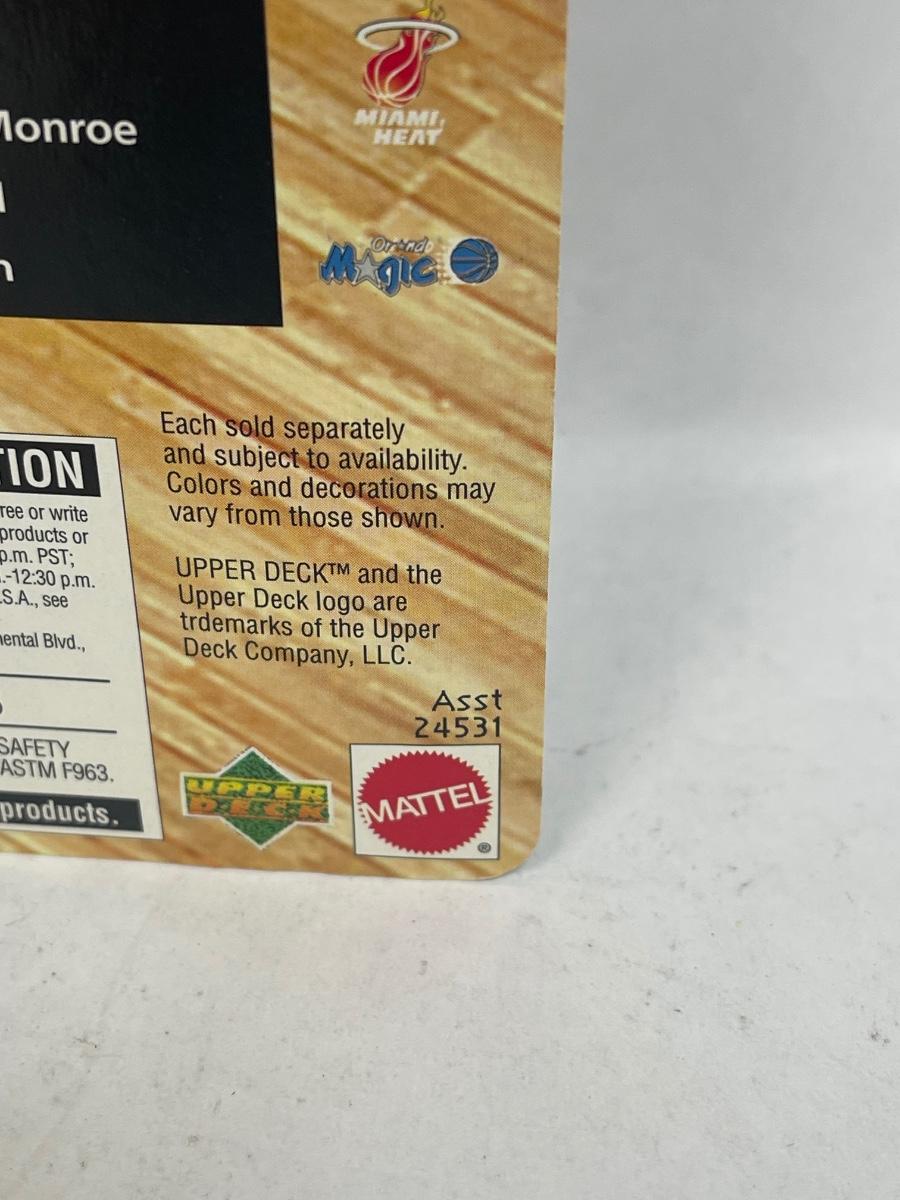 MIAMI
HEAT
Monroe
Orlando
Magic
Each sold separately
and subject to availability.
Colors and decorations may
vary from those shown.
TION
ree or write
products or
p.m. PST;
.-12:30 p.m.
.S.A., see
ental Blvd.,
SAFETY
ASTM F963.
products.
UPPER DECK™ and the
Upper Deck logo are
trdemarks of the Upper
Deck Company, LLC.
Asst
24531
UPPER
DECK
MATTEL
®